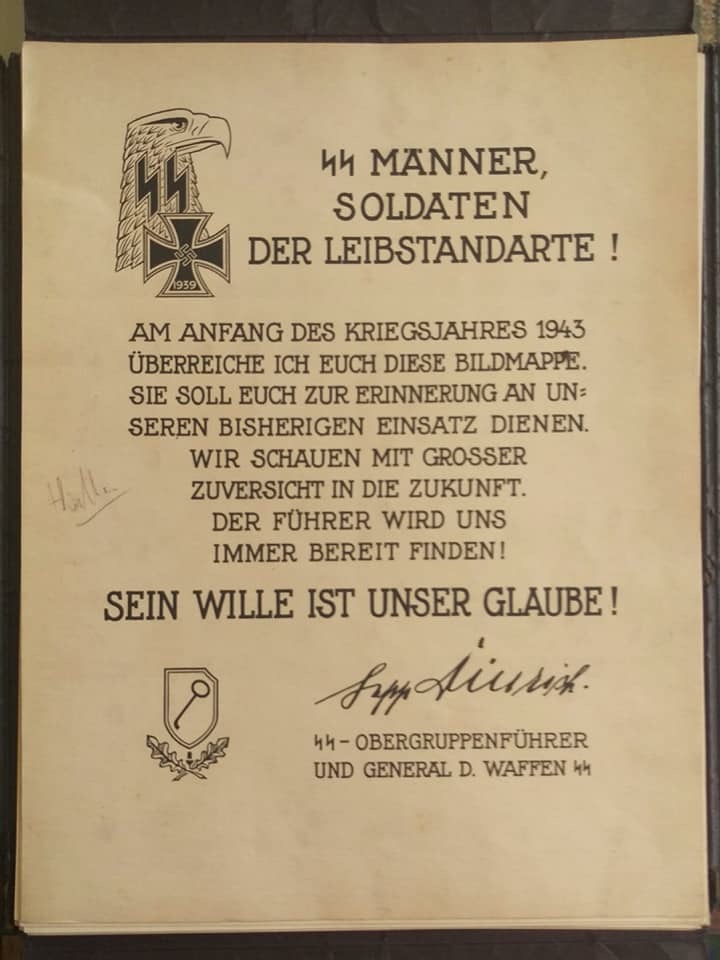 ᛋᛋ MÄNNER,
SOLDATEN
DER LEIBSTANDARTE !
1939
AM ANFANG DES KRIEGSJAHRES 1943
ÜBERREICHE ICH EUCH DIESE BILDMAPPE.
SIE SOLL EUCH ZUR ERINNERUNG AN UN=
SEREN BISHERIGEN EINSATZ DIENEN.
WIR SCHAUEN MIT GROSSER
ZUVERSICHT IN DIE ZUKUNFT.
DER FÜHRER WIRD UNS
IMMER BEREIT FINDEN!
SEIN WILLE IST UNSER GLAUBE!
Sepp Dietrich.
ᛋᛋ-OBERGRUPPENFÜHRER
UND GENERAL D. WAFFEN ᛋᛋ